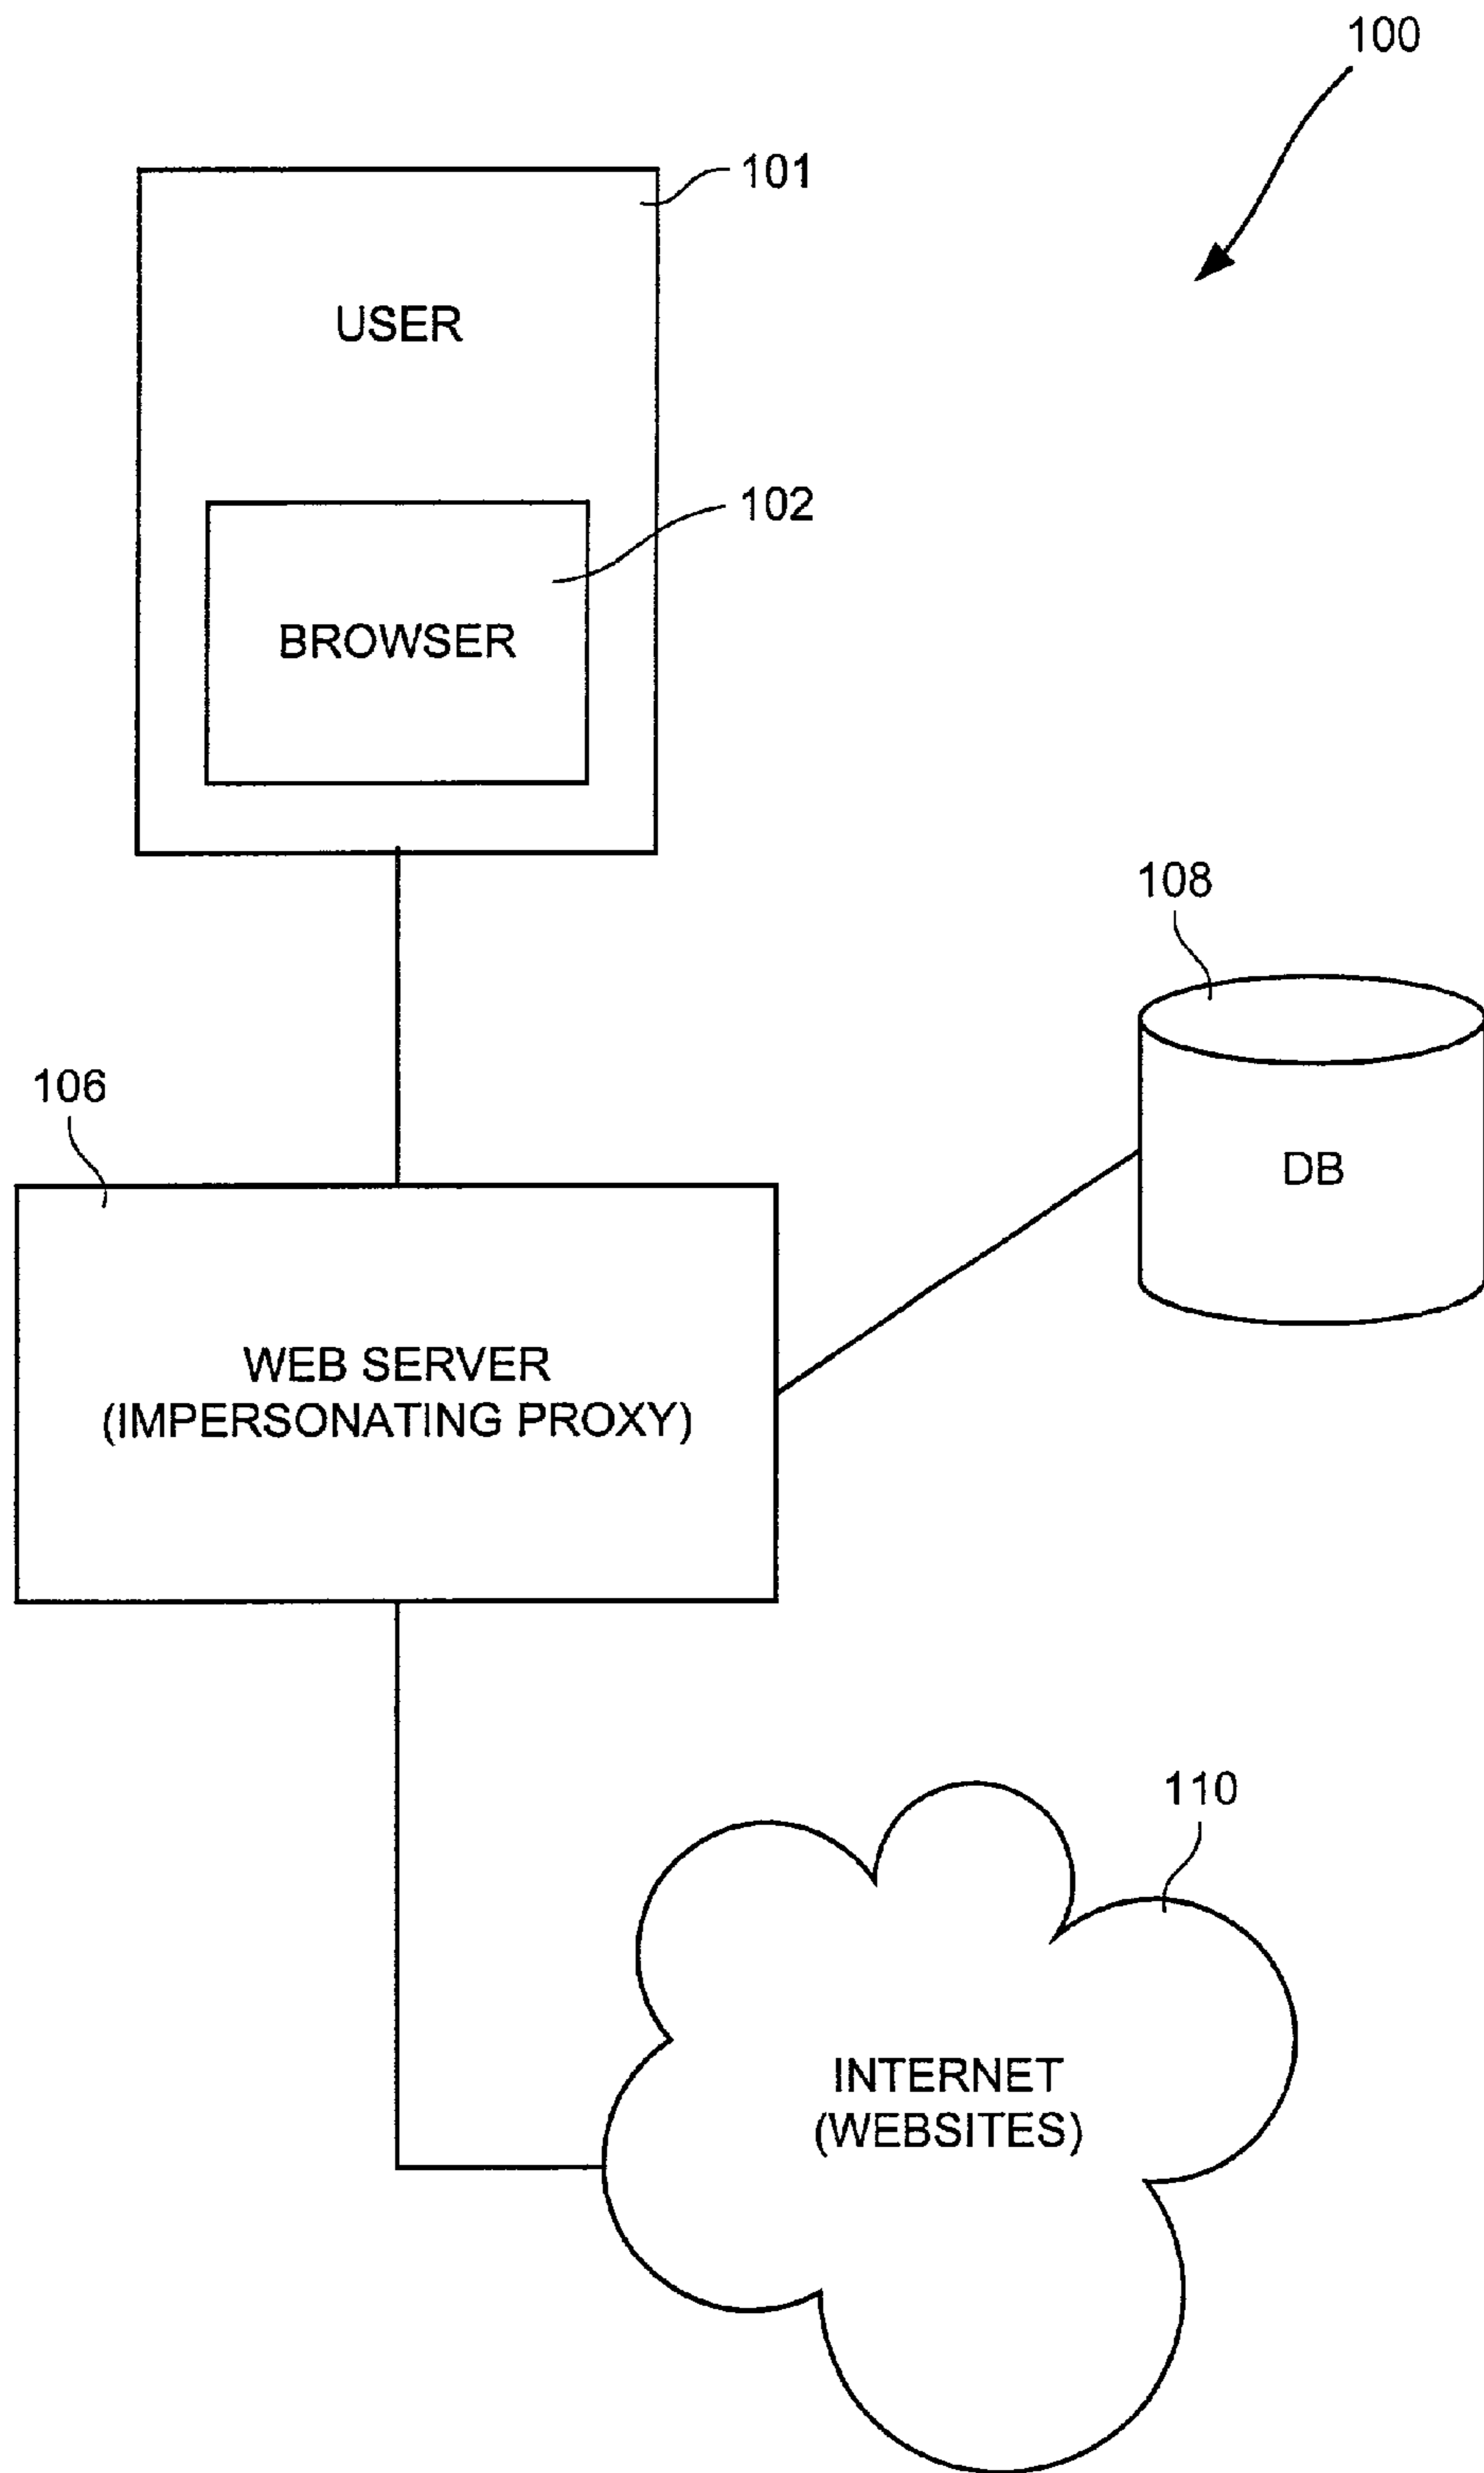 100
101
USER
102
BROWSER
108
DB
106
WEB SERVER
(IMPERSONATING PROXY)
110
INTERNET
(WEBSITES)